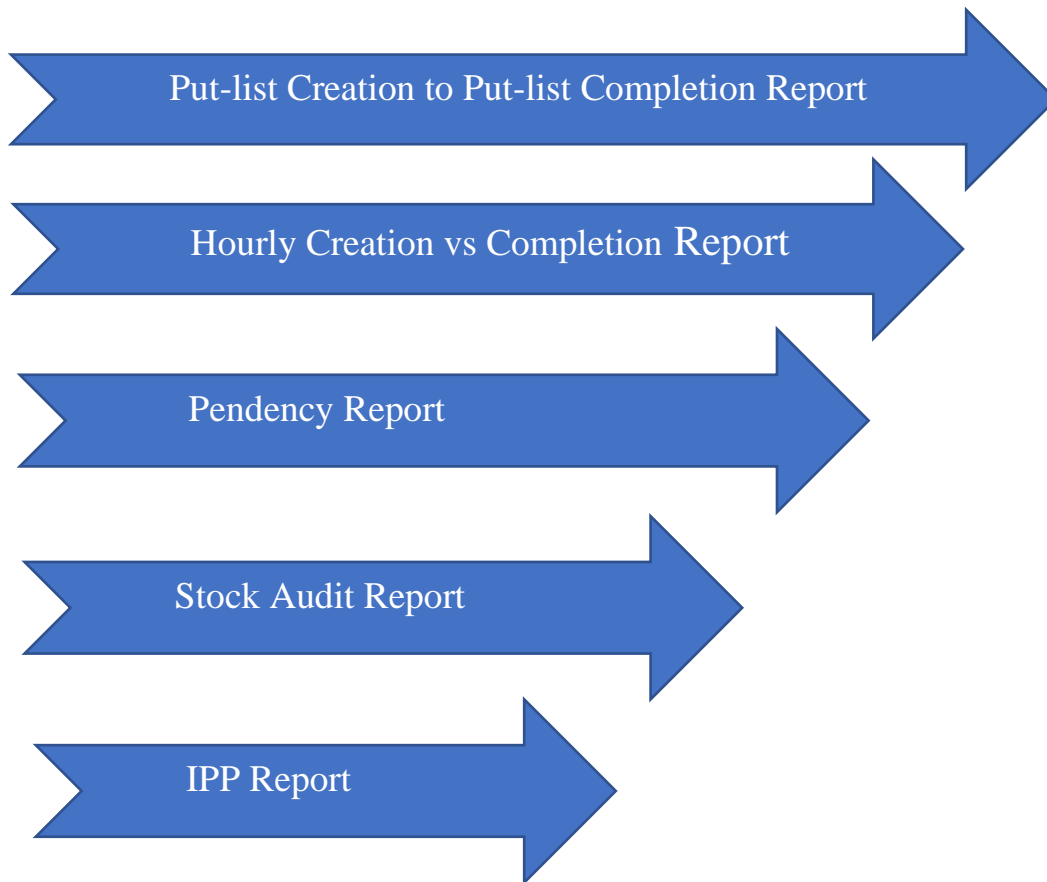 Put-list Creation to Put-list Completion Report
Hourly Creation vs Completion Report
Pendency Report
Stock Audit Report
IPP Report